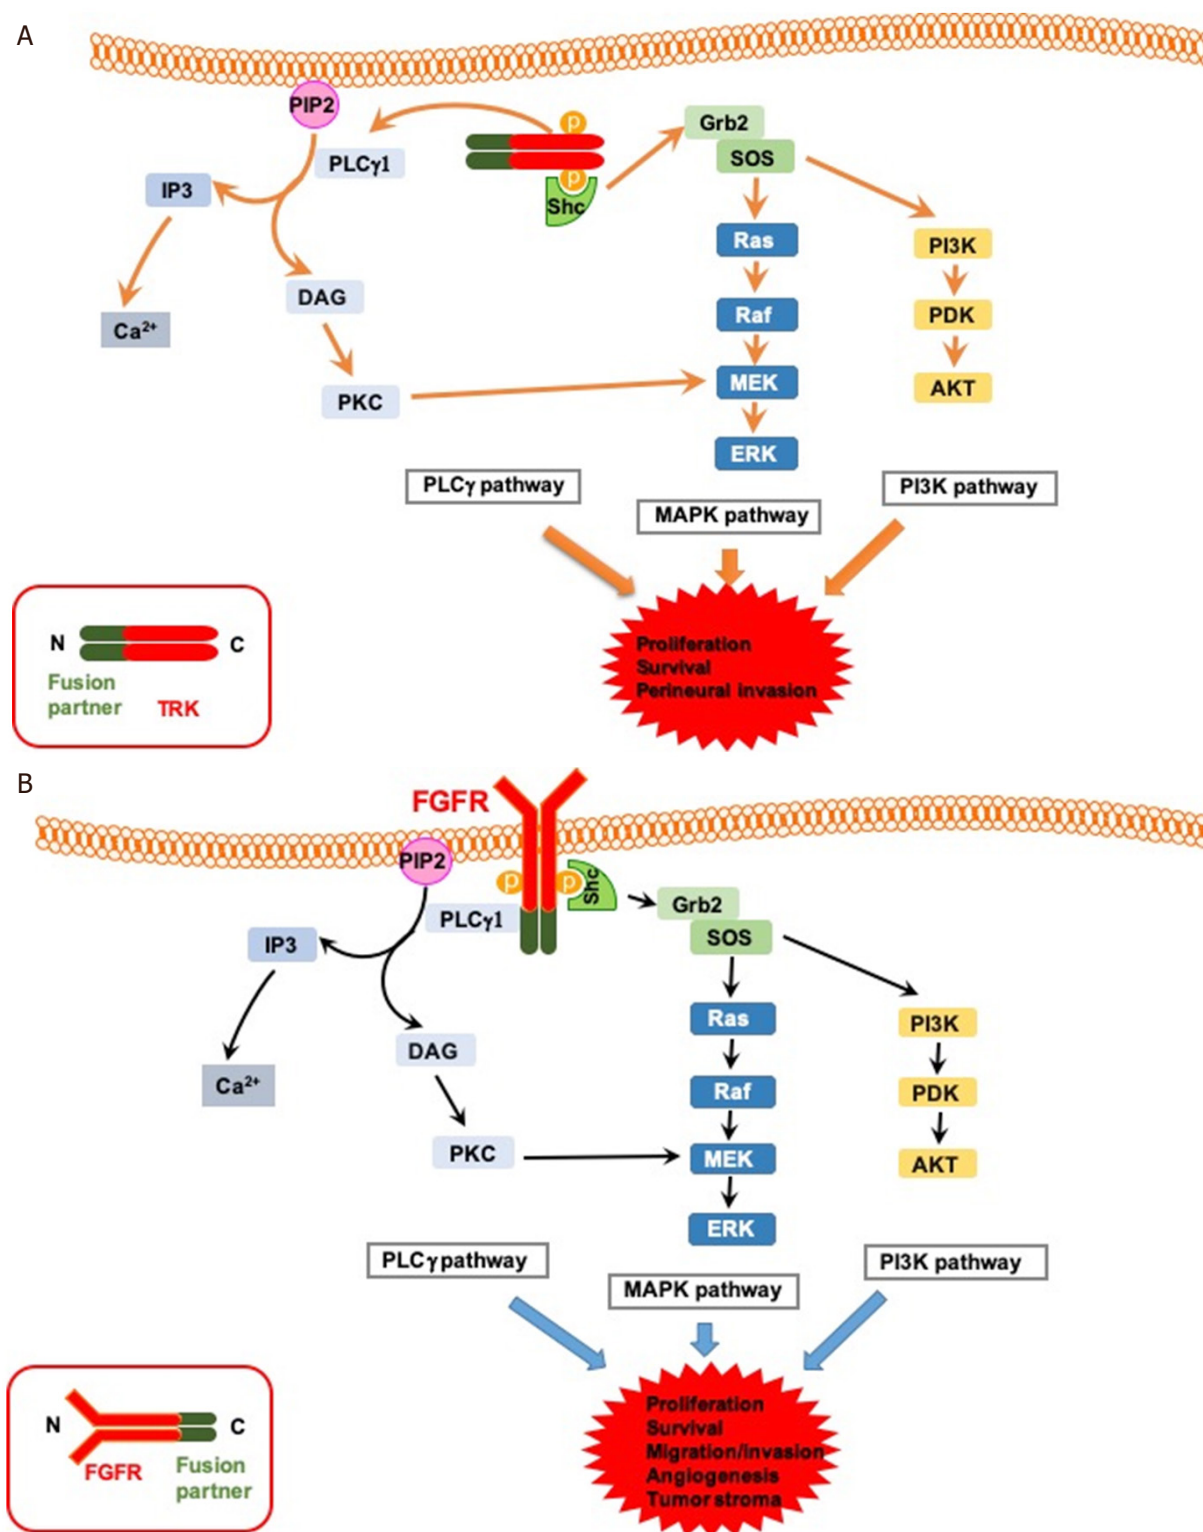 A
PIP2
PLCγ1
IP3
Ca²⁺
DAG
PKC
p
p
Shc
Grb2
SOS
Ras
Raf
MEK
ERK
PI3K
PDK
AKT
PLCγ pathway
MAPK pathway
PI3K pathway
Proliferation
Survival
Perineural invasion
N
C
Fusion
partner
TRK
B
FGFR
PIP2
p
p
Shc
PLCγ1
IP3
Ca²⁺
DAG
PKC
Grb2
SOS
Ras
Raf
MEK
ERK
PI3K
PDK
AKT
PLCγ pathway
MAPK pathway
PI3K pathway
Proliferation
Survival
Migration/Invasion
Angiogenesis
Tumor stroma
N
C
FGFR
Fusion
partner